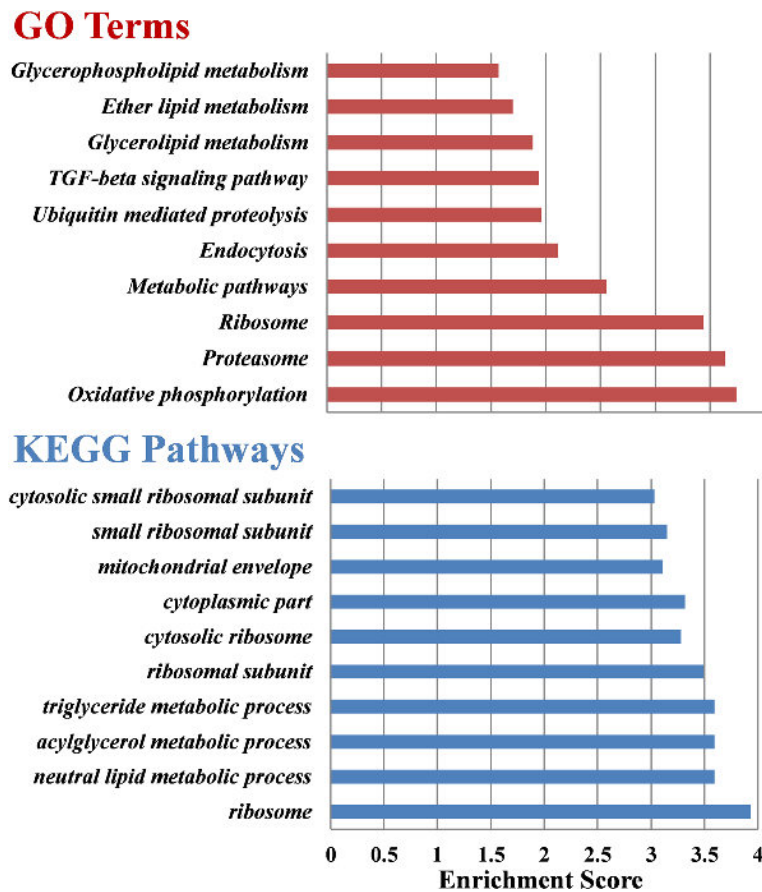 GO Terms
Glycerophospholipid metabolism
Ether lipid metabolism
Glycerolipid metabolism
TGF-beta signaling pathway
Ubiquitin mediated proteolysis
Endocytosis
Metabolic pathways
Ribosome
Proteasome
Oxidative phosphorylation
KEGG Pathways
cytosolic small ribosomal subunit
small ribosomal subunit
mitochondrial envelope
cytoplasmic part
cytosolic ribosome
ribosomal subunit
triglyceride metabolic process
acylglycerol metabolic process
neutral lipid metabolic process
ribosome
0 0.5 1 1.5 2 2.5 3 3.5 4
Enrichment Score